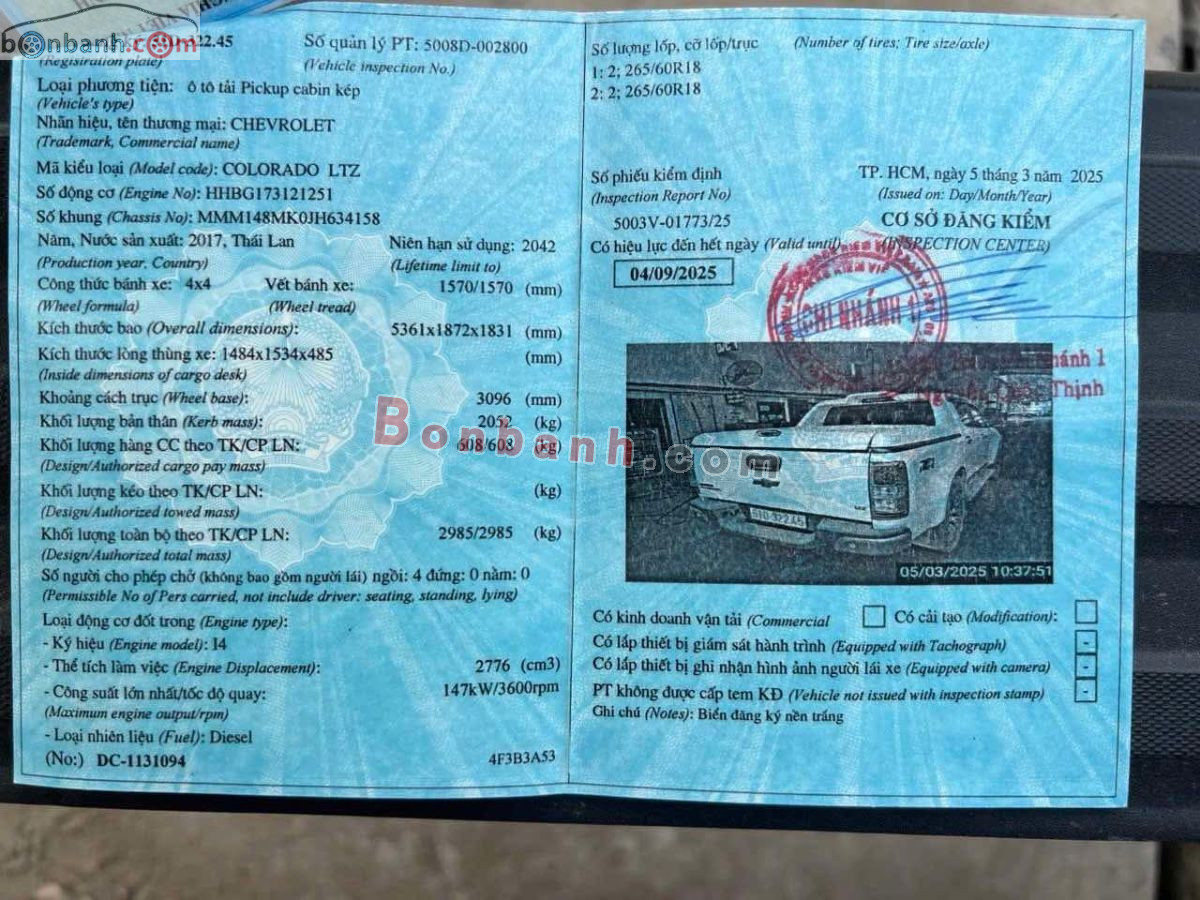 bonbanh.com
22.45
Số quản lý PT: 5008D-002800
(Registration plate)
(Vehicle inspection No.)
Loại phương tiện: ô tô tải Pickup cabin kép
(Vehicle's type)
Nhãn hiệu, tên thương mại: CHEVROLET
(Trademark, Commercial name)
Mã kiểu loại (Model code): COLORADO LTZ
Số động cơ (Engine No): HHBG173121251
Số khung (Chassis No): MMM148MK0JH634158
Năm, Nước sản xuất: 2017, Thái Lan Niên hạn sử dụng: 2042
(Production year, Country) (Lifetime limit to)
Công thức bánh xe: 4x4 Vết bánh xe: 1570/1570 (mm)
(Wheel formula) (Wheel tread)
Kích thước bao (Overall dimensions): 5361x1872x1831 (mm)
Kích thước lòng thùng xe: 1484x1534x485 (mm)
(Inside dimensions of cargo desk)
Khoảng cách trục (Wheel base): 3096 (mm)
Khối lượng bản thân (Kerb mass): 2052 (kg)
Khối lượng hàng CC theo TK/CP LN: 608/608 (kg)
(Design/Authorized cargo pay mass)
Khối lượng kéo theo TK/CP LN: (kg)
(Design/Authorized towed mass)
Khối lượng toàn bộ theo TK/CP LN: 2985/2985 (kg)
(Design/Authorized total mass)
Số người cho phép chở (không bao gồm người lái) ngồi: 4 đứng: 0 nằm: 0
(Permissible No of Pers carried, not include driver: seating, standing, lying)
Loại động cơ đốt trong (Engine type):
- Ký hiệu (Engine model): I4
- Thể tích làm việc (Engine Displacement): 2776 (cm3)
- Công suất lớn nhất/tốc độ quay: 147kW/3600rpm
(Maximum engine output/rpm)
- Loại nhiên liệu (Fuel): Diesel
(No:) DC-1131094 4F3B3A53
Số lượng lốp, cỡ lốp/trục (Number of tires; Tire size/axle)
1: 2; 265/60R18
2: 2; 265/60R18
Số phiếu kiểm định TP. HCM, ngày 5 tháng 3 năm 2025
(Inspection Report No) (Issued on: Day/Month/Year)
5003V-01773/25 CƠ SỞ ĐĂNG KIỂM
Có hiệu lực đến hết ngày (Valid until) (INSPECTION CENTER)
04/09/2025
CHI NHÁNH 1
hánh 1
Thịnh
Bonbanh.com
51D-322.45
05/03/2025 10:37:51
Có kinh doanh vận tải (Commercial Có cải tạo (Modification):
Có lắp thiết bị giám sát hành trình (Equipped with Tachograph) -
Có lắp thiết bị ghi nhận hình ảnh người lái xe (Equipped with camera) -
PT không được cấp tem KĐ (Vehicle not issued with inspection stamp) -
Ghi chú (Notes): Biển đăng ký nền trắng